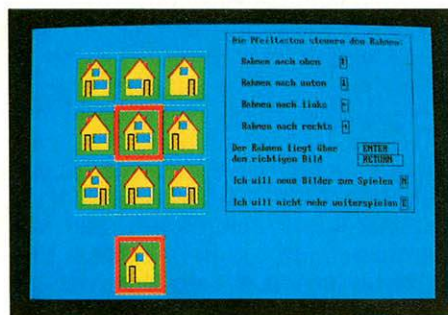 Die Pfeiltasten steuern den Rahmen:
Rahmen nach oben
Rahmen nach unten
Rahmen nach links ←
Rahmen nach rechts →
Der Rahmen liegt über ENTER
dem richtigen Bild RETURN
Ich will neue Bilder zum Spielen N
Ich will nicht mehr weiterspielen E